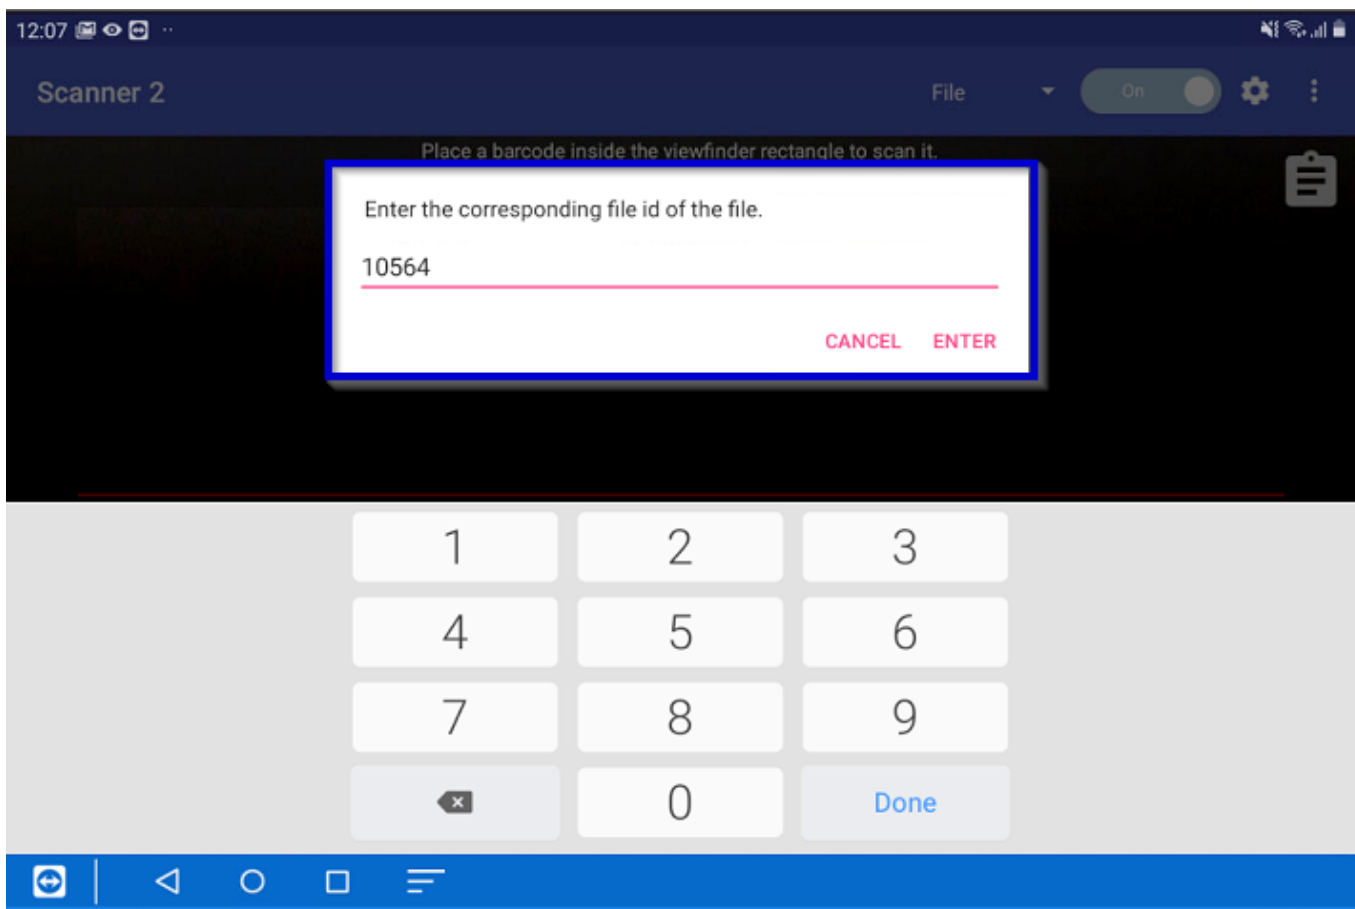 12:07
Scanner 2
File
On
Place a barcode inside the viewfinder rectangle to scan it.
Enter the corresponding file id of the file.
10564
CANCEL ENTER
1 2 3
4 5 6
7 8 9
0 Done